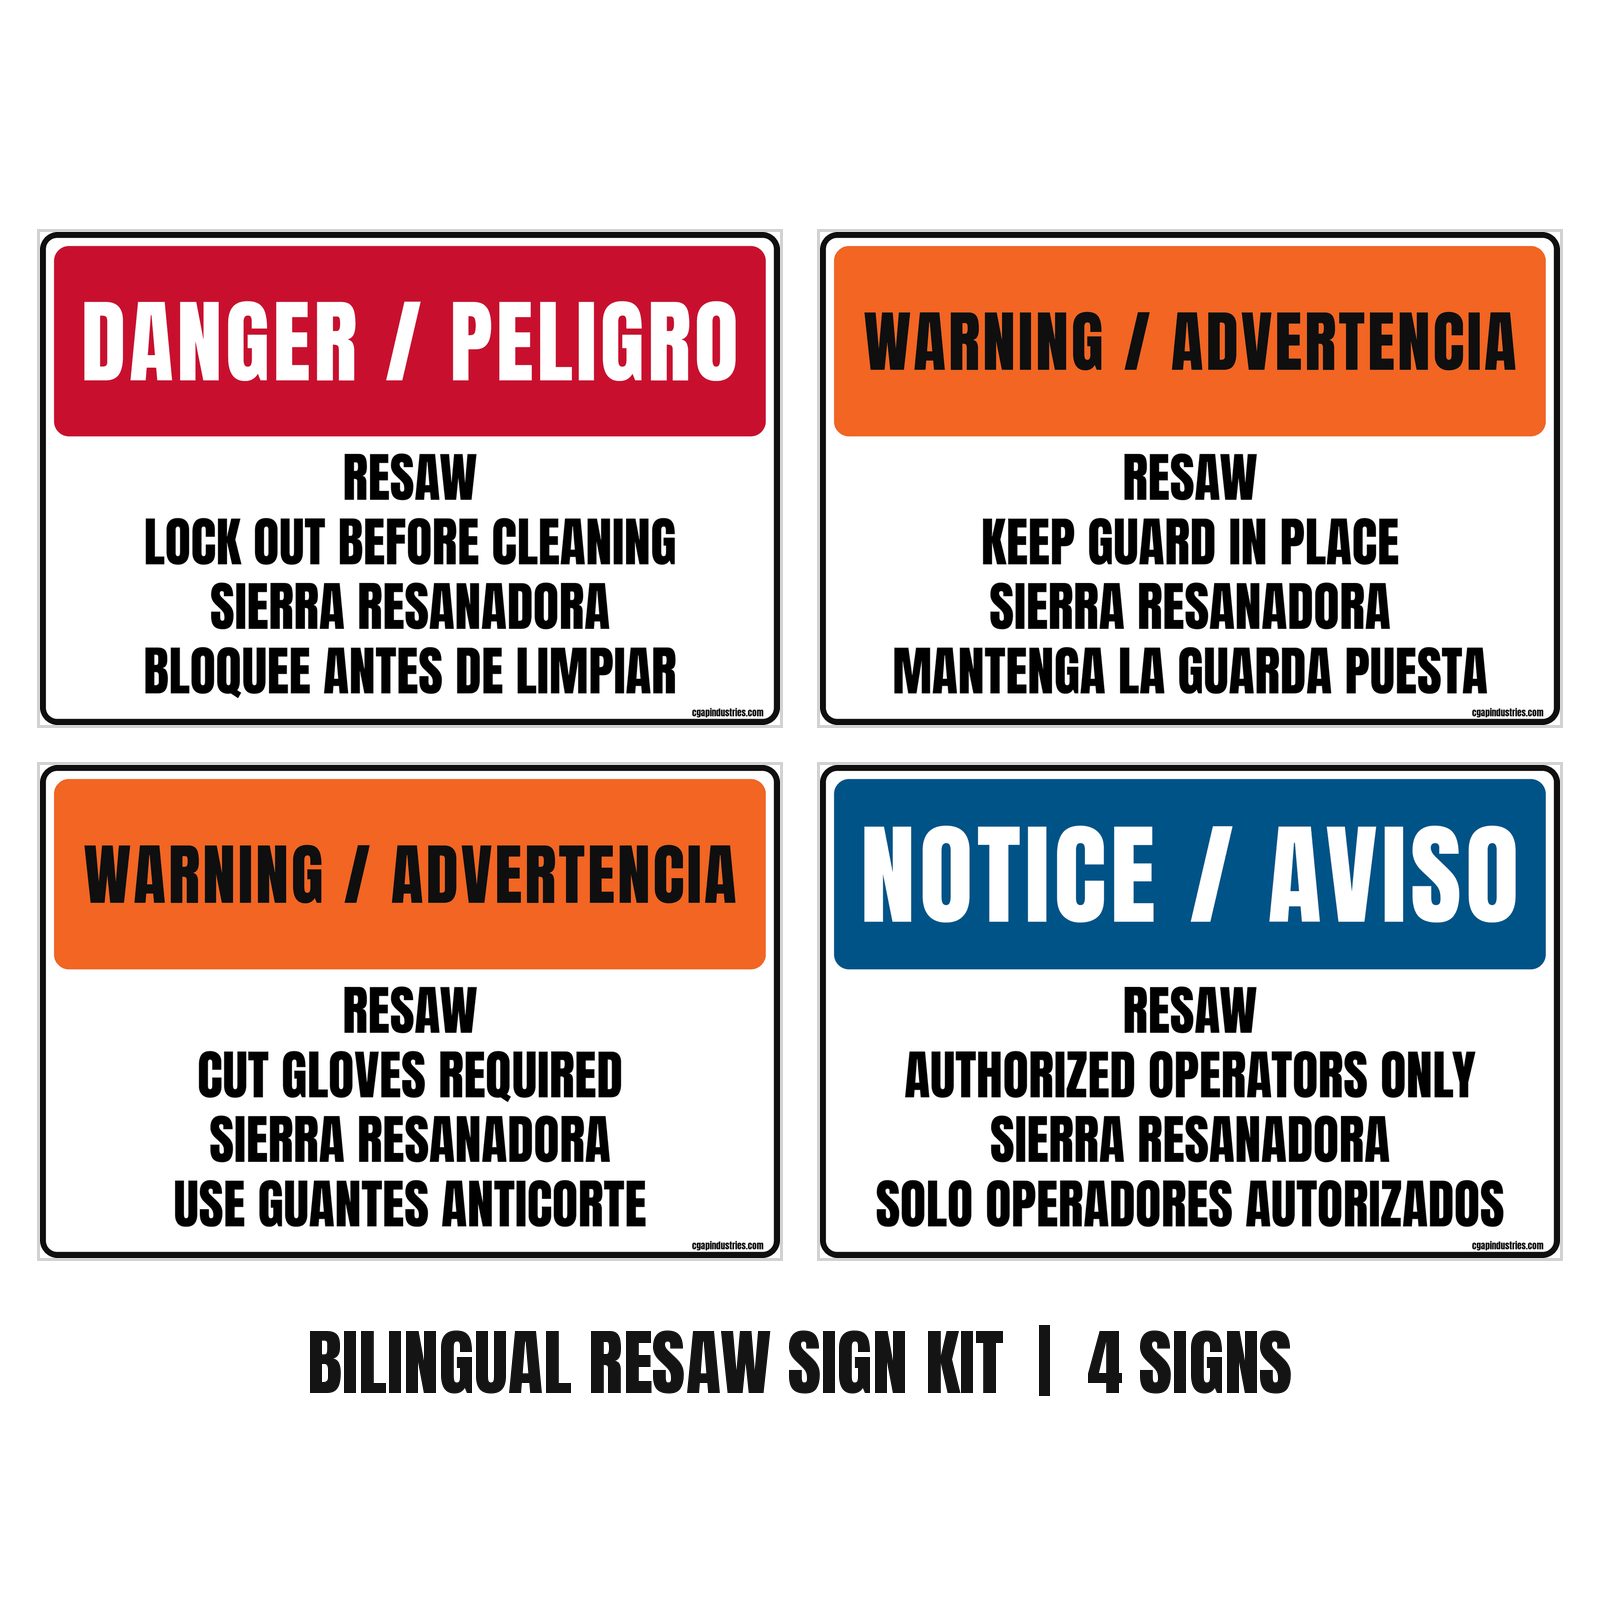 DANGER / PELIGRO
RESAW
LOCK OUT BEFORE CLEANING
SIERRA RESANADORA
BLOQUEE ANTES DE LIMPIAR
cgapindustries.com
WARNING / ADVERTENCIA
RESAW
KEEP GUARD IN PLACE
SIERRA RESANADORA
MANTENGA LA GUARDA PUESTA
cgapindustries.com
WARNING / ADVERTENCIA
RESAW
CUT GLOVES REQUIRED
SIERRA RESANADORA
USE GUANTES ANTICORTE
cgapindustries.com
NOTICE / AVISO
RESAW
AUTHORIZED OPERATORS ONLY
SIERRA RESANADORA
SOLO OPERADORES AUTORIZADOS
cgapindustries.com
BILINGUAL RESAW SIGN KIT | 4 SIGNS